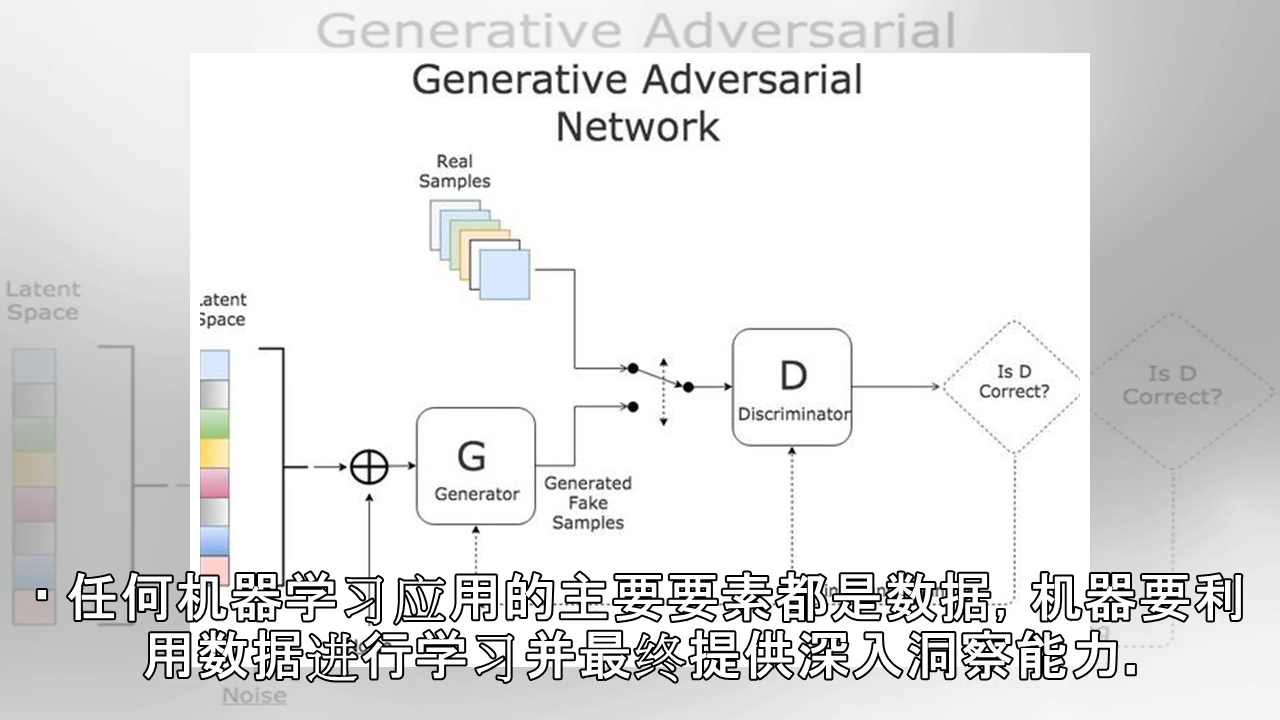 Generative Adversarial
Generative Adversarial
Network
Real
Samples
Latent
Space
Latent
Space
G
Generator
Generated
Fake
Samples
D
Discriminator
Is D
Correct?
Is D
Correct?
·任何机器学习应用的主要要素都是数据, 机器要利
用数据进行学习并最终提供深入洞察能力.
Noise